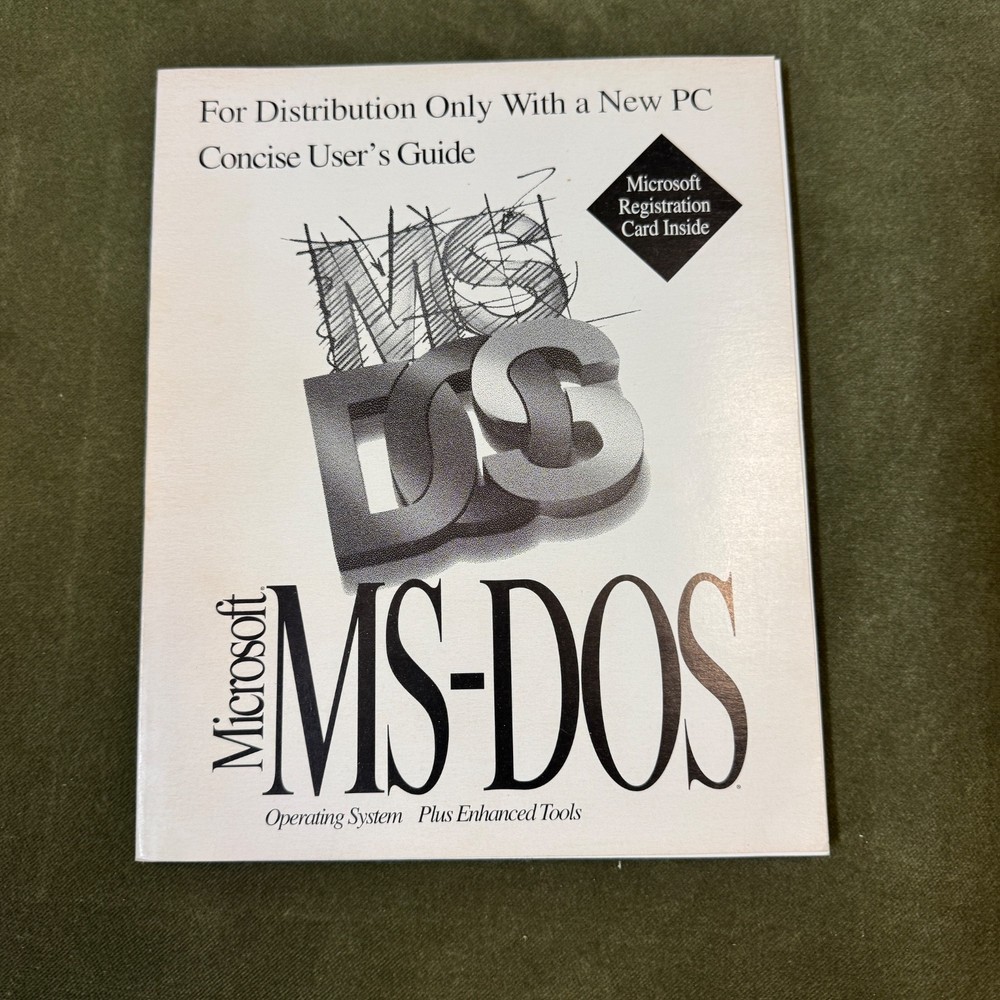 For Distribution Only With a New PC
Concise User's Guide
Microsoft
Registration
Card Inside
MS
DOS
Microsoft®
MS-DOS®
Operating System Plus Enhanced Tools